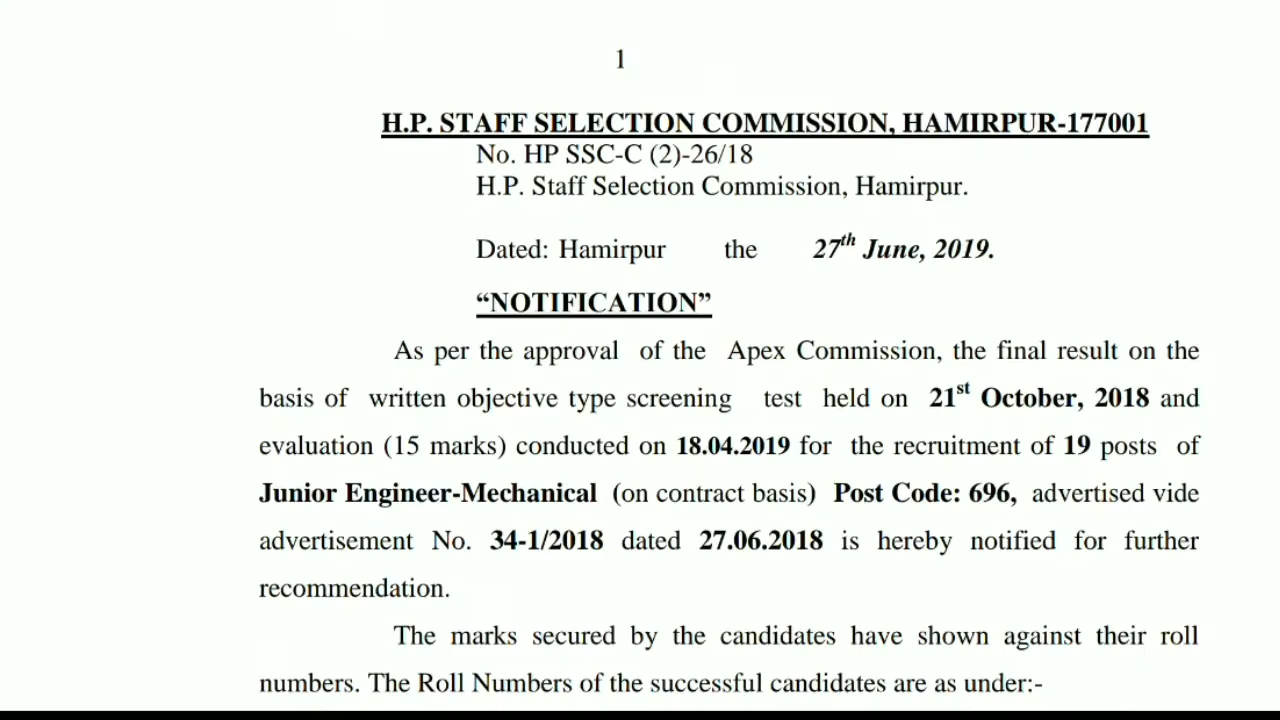 1
H.P. STAFF SELECTION COMMISSION, HAMIRPUR-177001
No. HP SSC-C (2)-26/18
H.P. Staff Selection Commission, Hamirpur.
Dated: Hamirpur the 27th June, 2019.
“NOTIFICATION”
As per the approval of the Apex Commission, the final result on the
basis of written objective type screening test held on 21st October, 2018 and
evaluation (15 marks) conducted on 18.04.2019 for the recruitment of 19 posts of
Junior Engineer-Mechanical (on contract basis) Post Code: 696, advertised vide
advertisement No. 34-1/2018 dated 27.06.2018 is hereby notified for further
recommendation.
The marks secured by the candidates have shown against their roll
numbers. The Roll Numbers of the successful candidates are as under:-